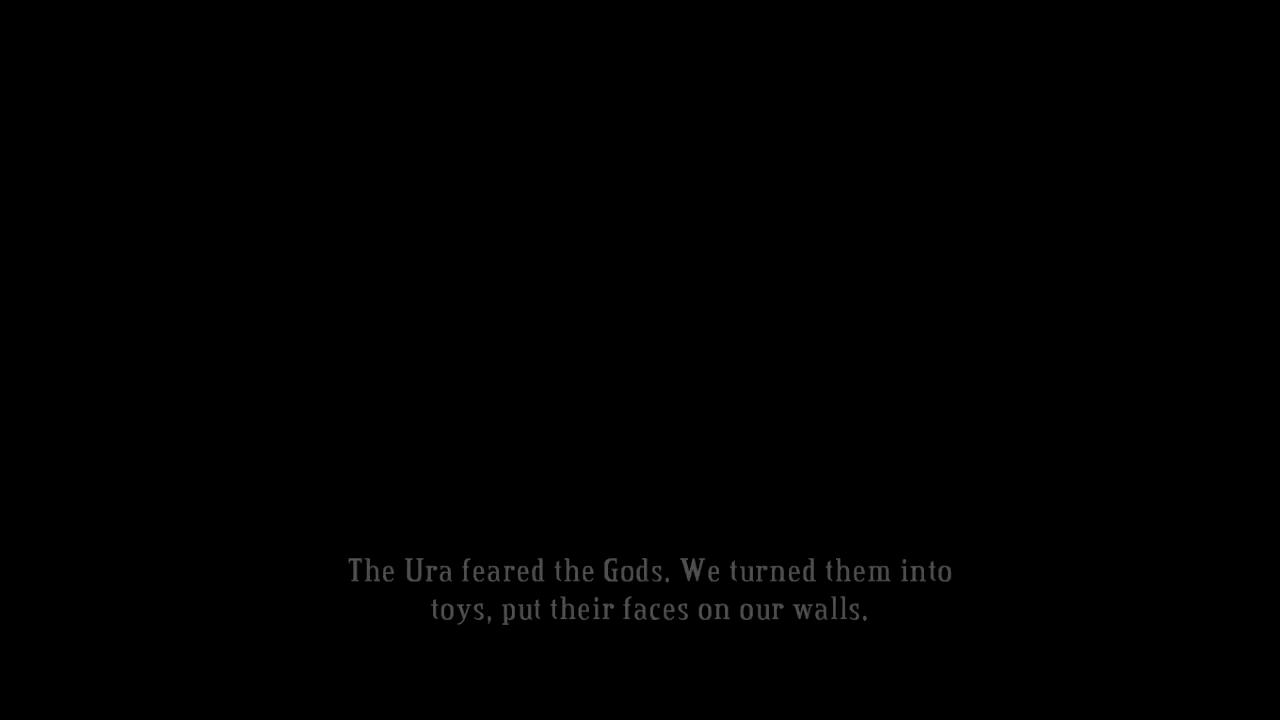 The Ura feared the Gods. We turned them into
toys, put their faces on our walls.